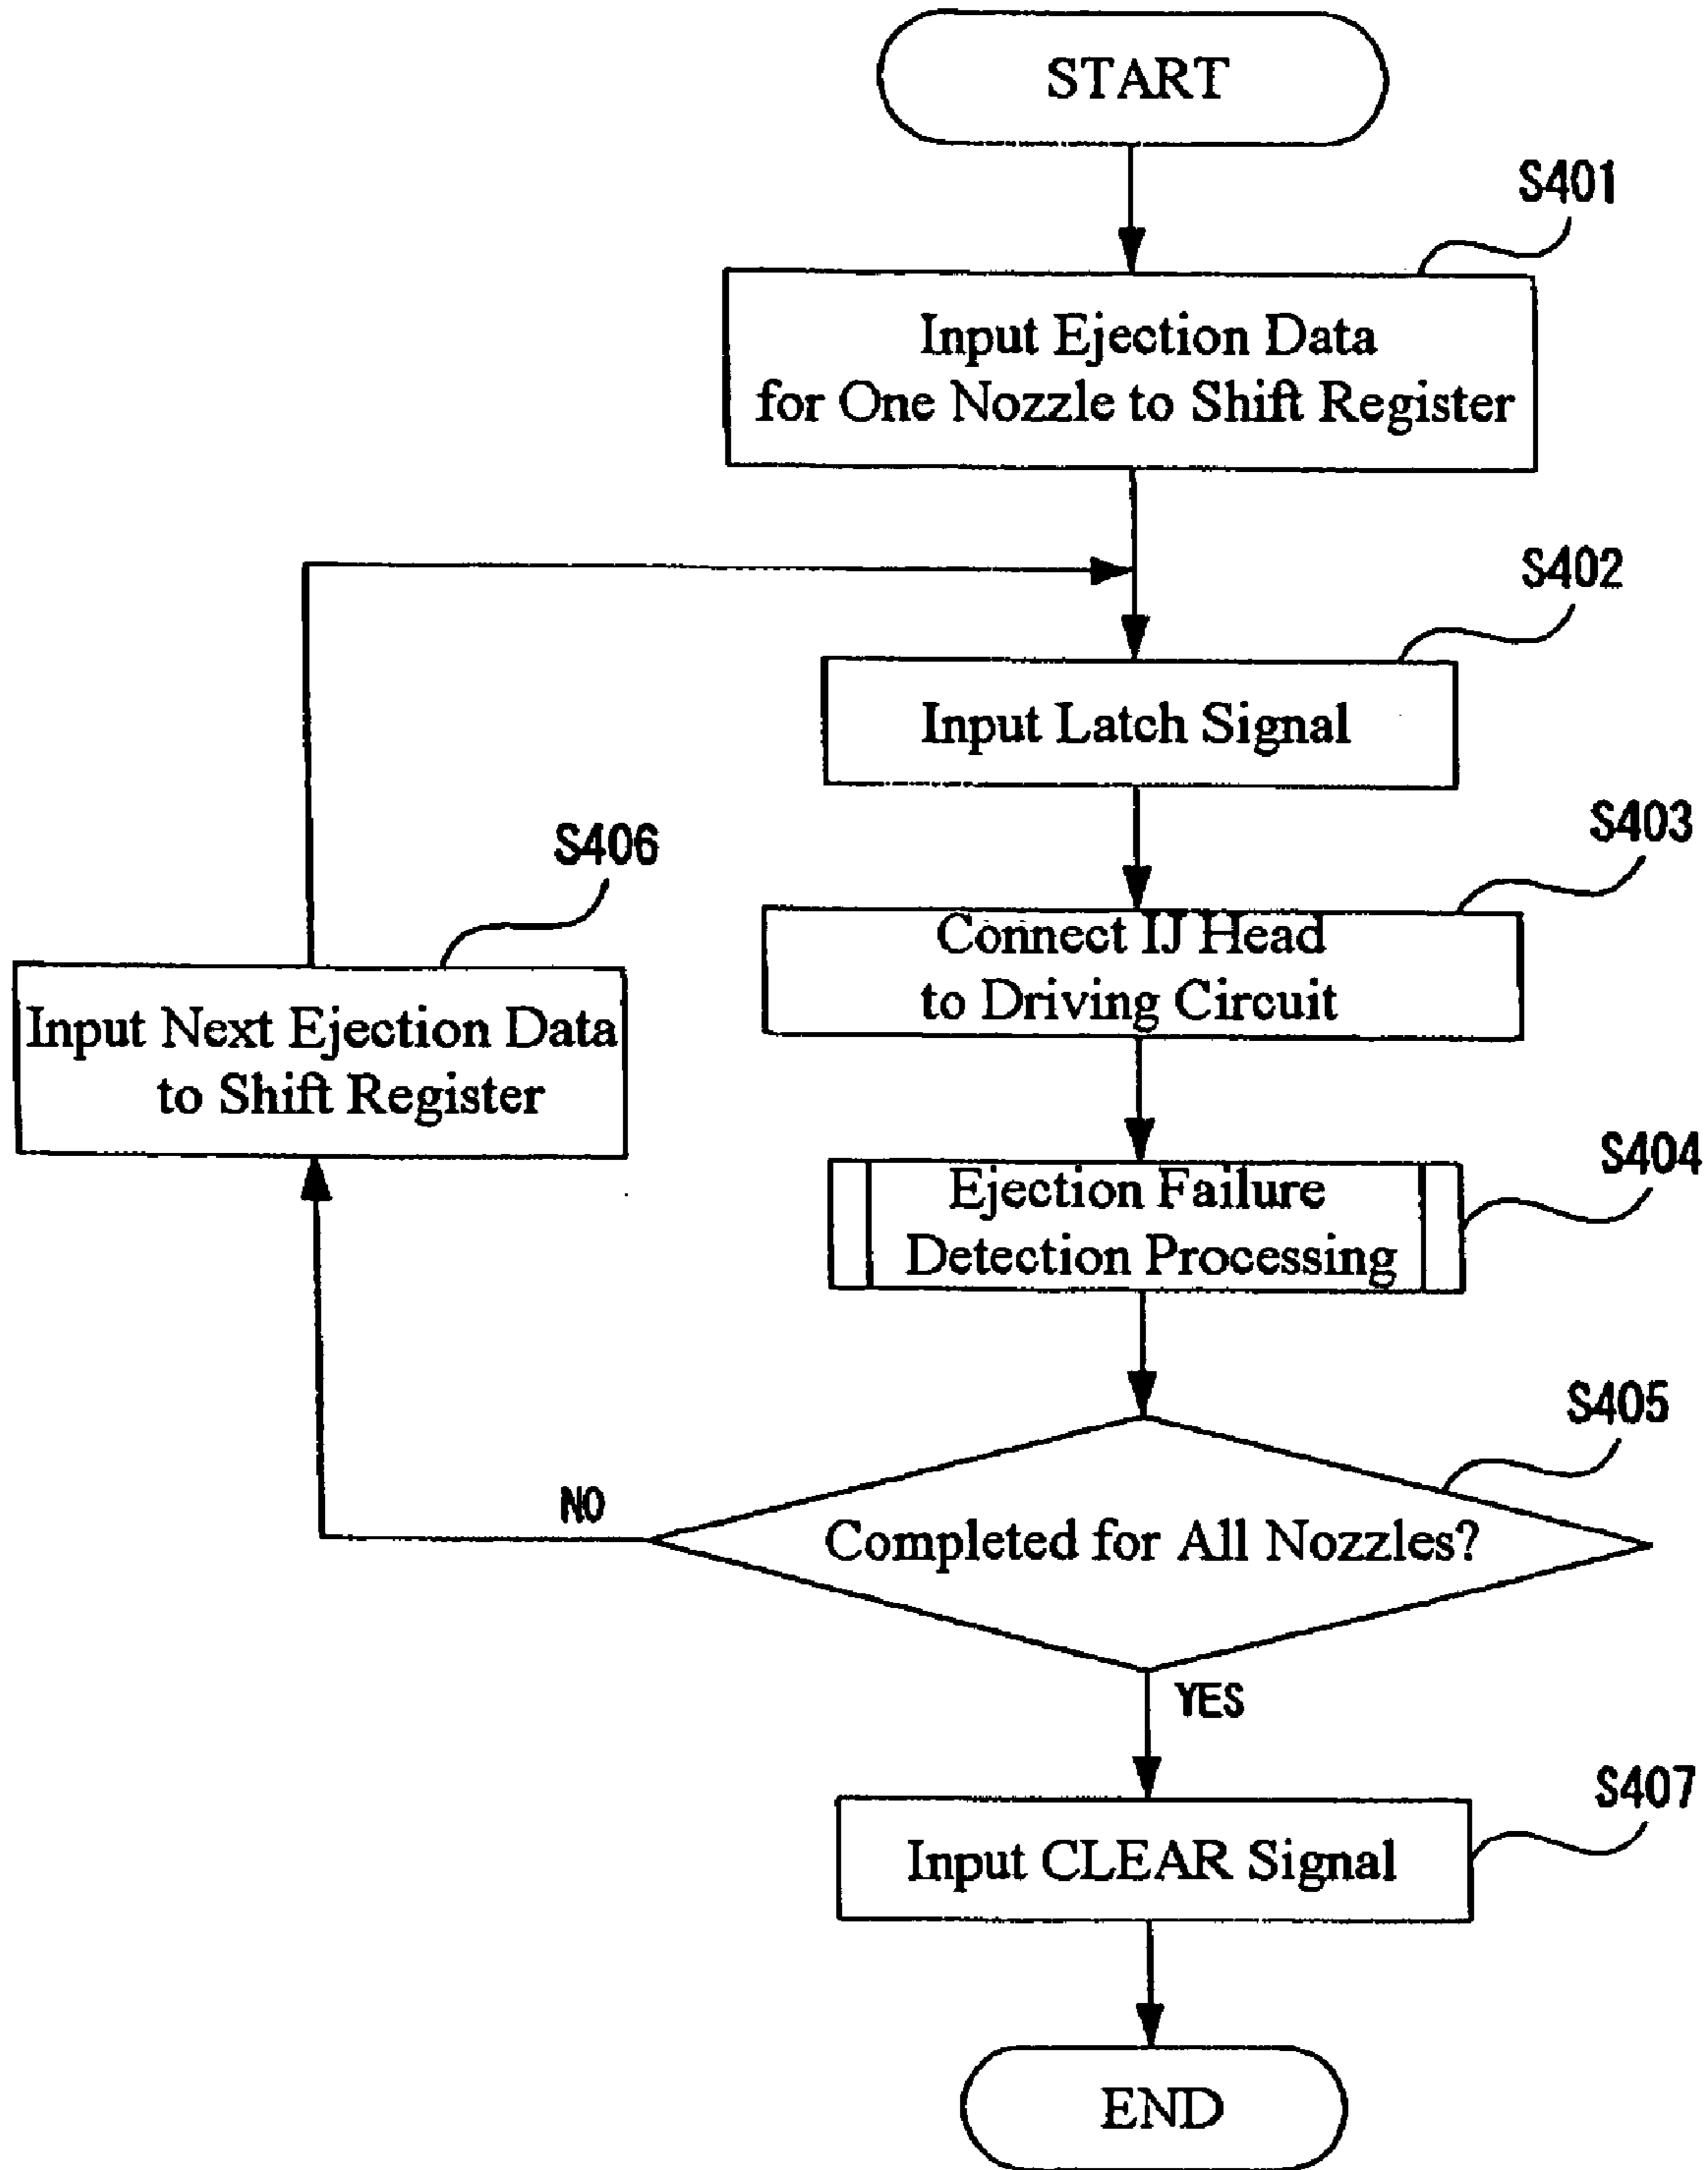 START
S401
Input Ejection Data
for One Nozzle to Shift Register
S402
Input Latch Signal
S403
Connect IJ Head
to Driving Circuit
S406
Input Next Ejection Data
to Shift Register
S404
Ejection Failure
Detection Processing
S405
NO
Completed for All Nozzles?
YES
S407
Input CLEAR Signal
END